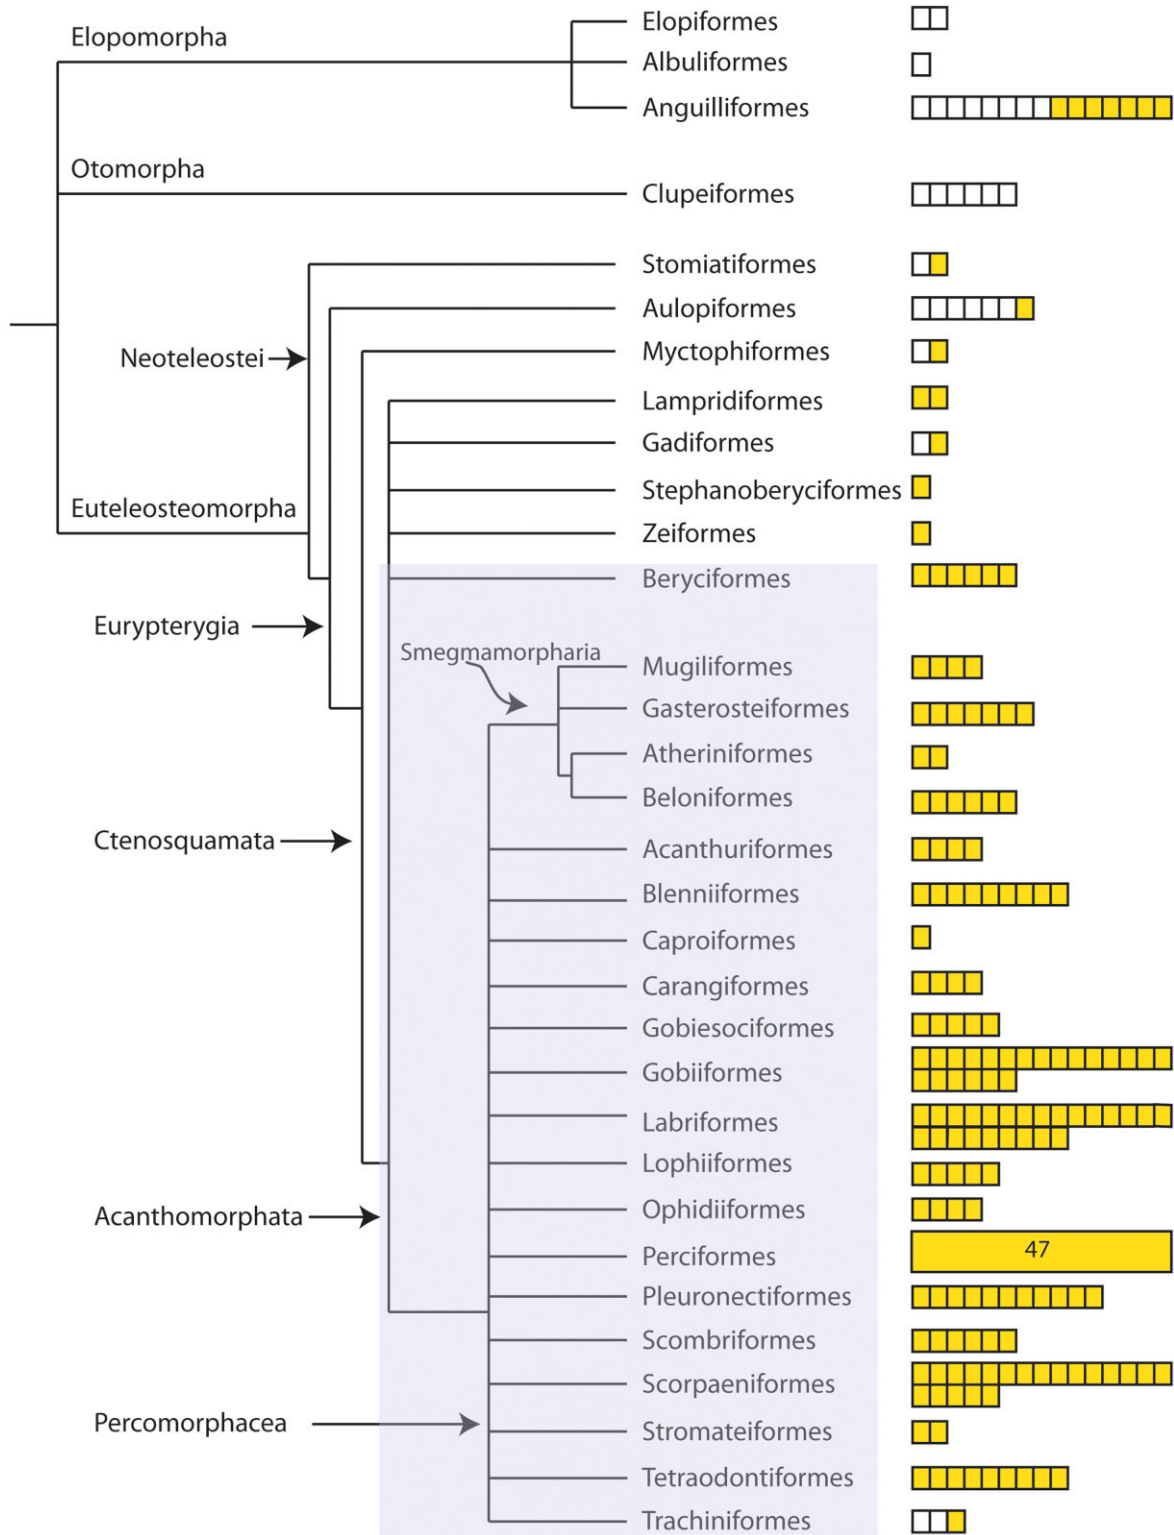 Elopomorpha
Elopiformes
Albuliformes
Anguilliformes
Otomorpha
Clupeiformes
Stomiatiformes
Aulopiformes
Neoteleostei
Myctophiformes
Lampridiformes
Gadiformes
Stephanoberyciformes
Euteleosteomorpha
Zeiformes
Beryciformes
Eurypterygia
Smegmamorpharia
Mugiliformes
Gasterosteiformes
Atheriniformes
Beloniformes
Ctenosquamata
Acanthuriformes
Blenniiformes
Caproiformes
Carangiformes
Gobiesociformes
Gobiiformes
Labriformes
Lophiiformes
Acanthomorphata
Ophidiiformes
Perciformes
47
Pleuronectiformes
Scombriformes
Scorpaeniformes
Percomorphacea
Stromateiformes
Tetraodontiformes
Trachiniformes